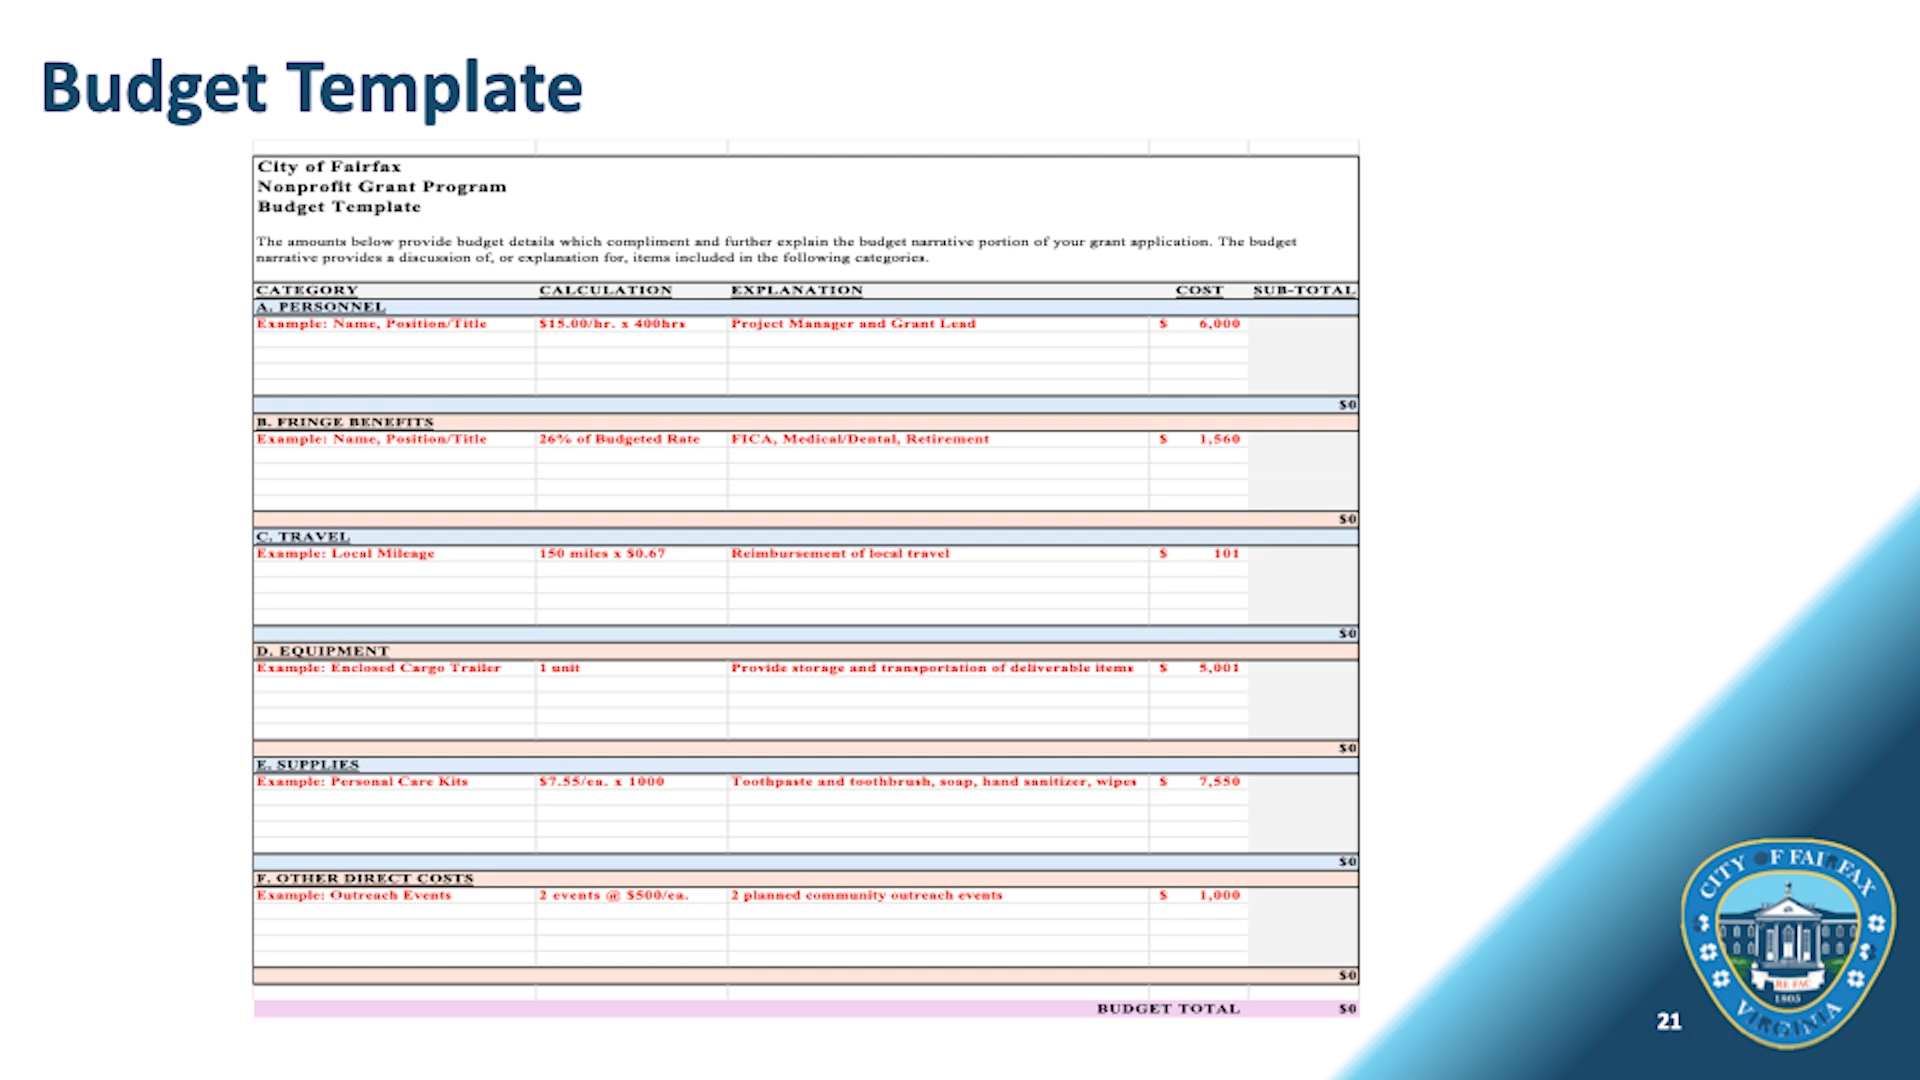 Budget Template
City of Fairfax
Nonprofit Grant Program
Budget Template
The amounts below provide budget details which compliment and further explain the budget narrative portion of your grant application. The budget
narrative provides a discussion of, or explanation for, items included in the following categories.
CATEGORY CALCULATION EXPLANATION COST SUB-TOTAL
A. PERSONNEL
Example: Name, Position/Title $15.00/hr. x 400hrs Project Manager and Grant Lead $ 6,000
$0
B. FRINGE BENEFITS
Example: Name, Position/Title 26% of Budgeted Rate FICA, Medical/Dental, Retirement $ 1,560
$0
C. TRAVEL
Example: Local Mileage 150 miles x $0.67 Reimbursement of local travel $ 101
$0
D. EQUIPMENT
Example: Enclosed Cargo Trailer 1 unit Provide storage and transportation of deliverable items $ 5,001
$0
E. SUPPLIES
Example: Personal Care Kits $7.55/ea. x 1000 Toothpaste and toothbrush, soap, hand sanitizer, wipes $ 7,550
$0
F. OTHER DIRECT COSTS
Example: Outreach Events 2 events @ $500/ea. 2 planned community outreach events $ 1,000
$0
BUDGET TOTAL $0
CITY OF FAIRFAX
1805
VIRGINIA
21